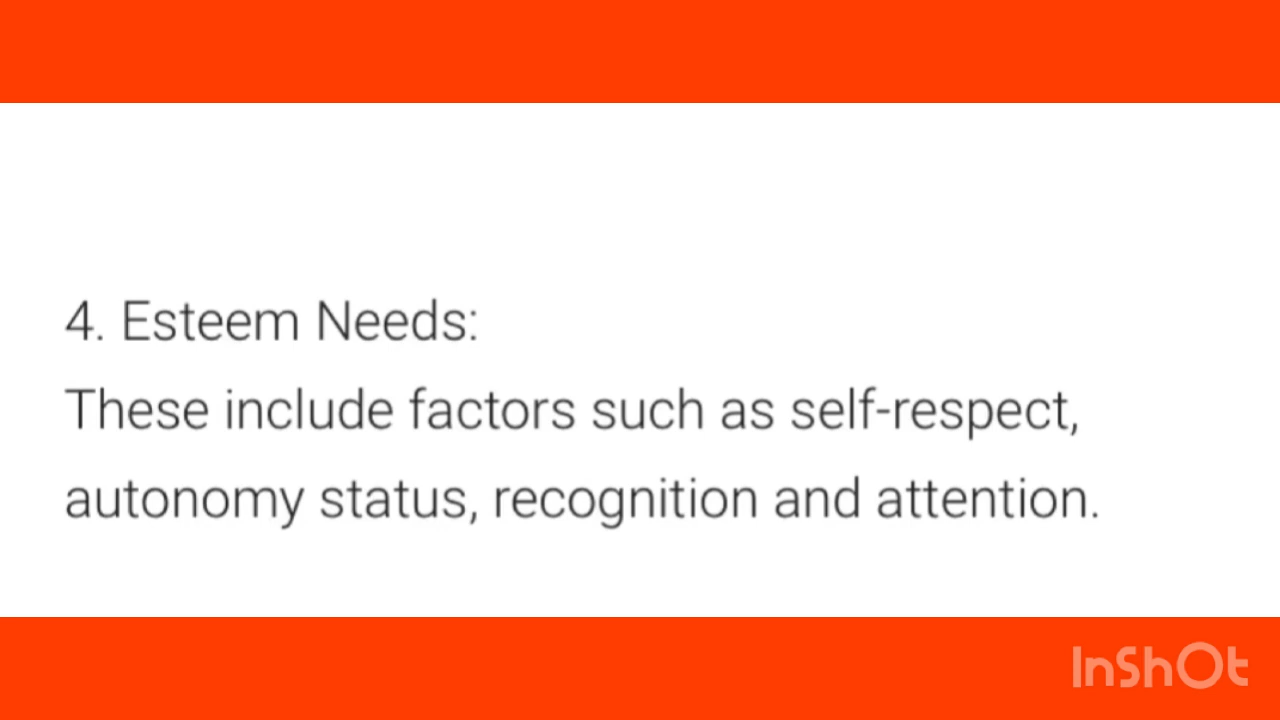 4. Esteem Needs:
These include factors such as self-respect,
autonomy status, recognition and attention.
InShOt